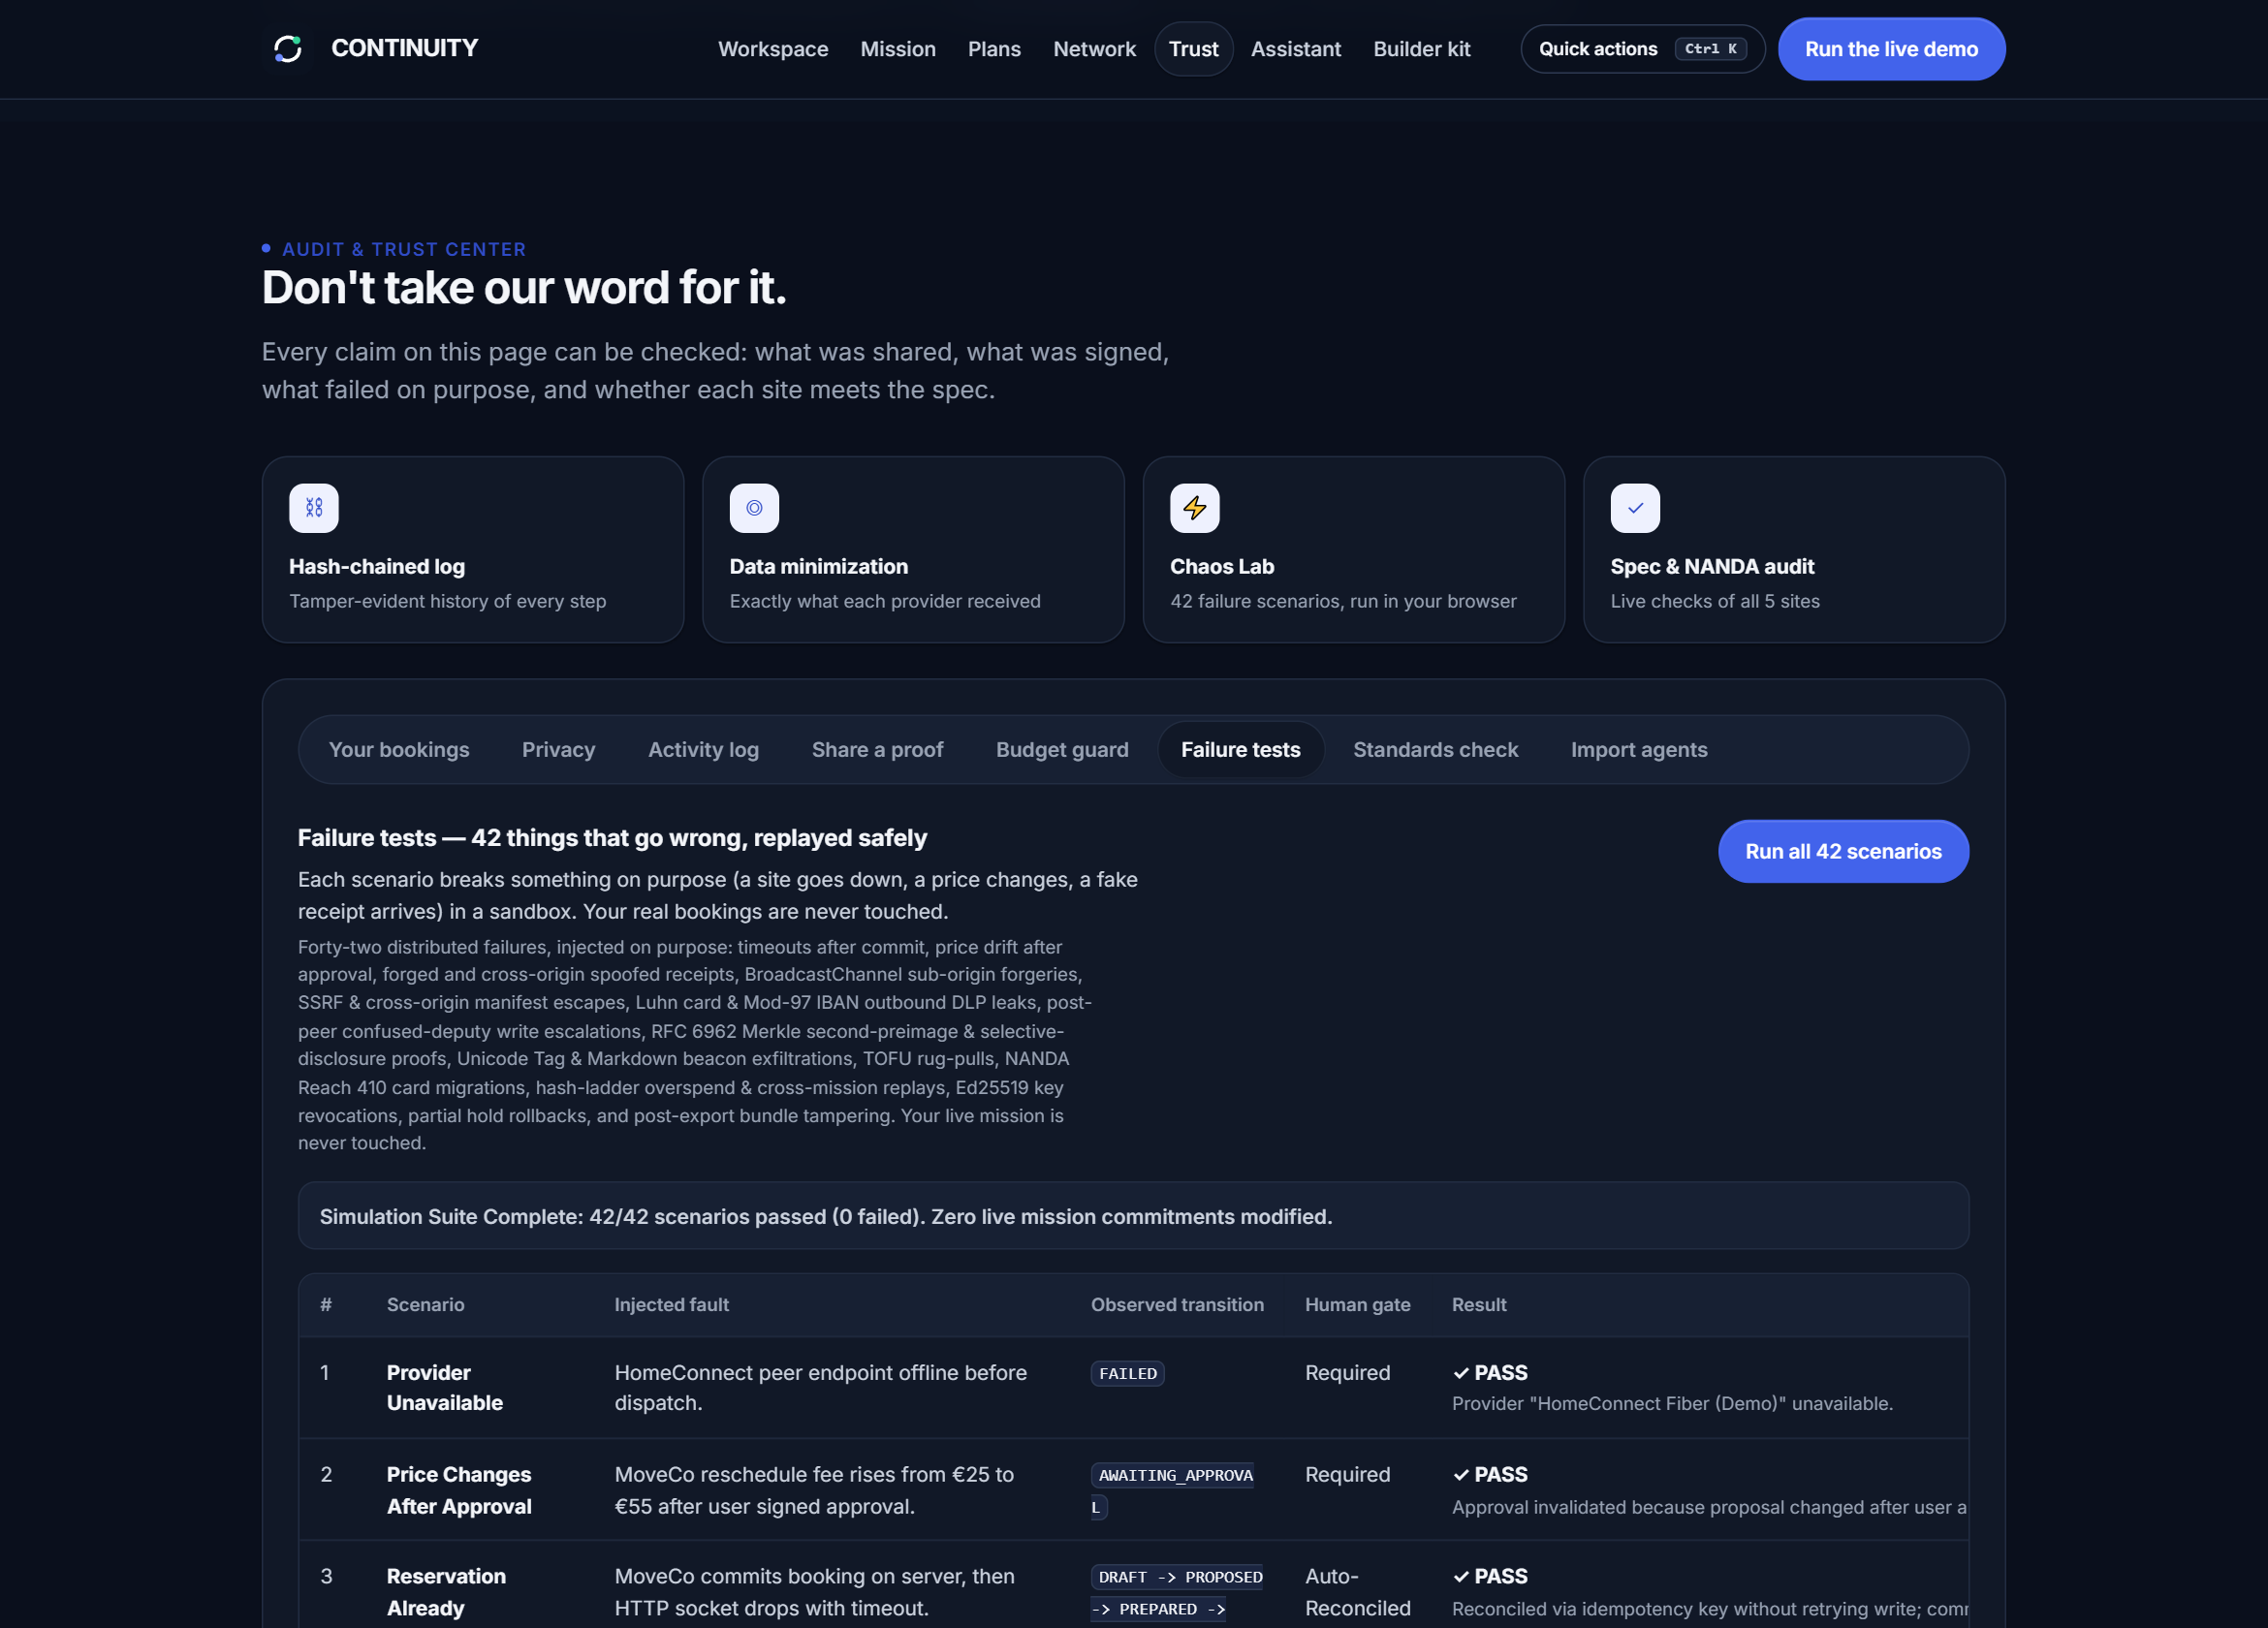 CONTINUITY
Workspace
Mission
Plans
Network
Trust
Assistant
Builder kit
Quick actions Ctrl K
Run the live demo
AUDIT & TRUST CENTER
Don't take our word for it.
Every claim on this page can be checked: what was shared, what was signed,
what failed on purpose, and whether each site meets the spec.
Hash-chained log
Tamper-evident history of every step
Data minimization
Exactly what each provider received
Chaos Lab
42 failure scenarios, run in your browser
Spec & NANDA audit
Live checks of all 5 sites
Your bookings
Privacy
Activity log
Share a proof
Budget guard
Failure tests
Standards check
Import agents
Failure tests — 42 things that go wrong, replayed safely
Run all 42 scenarios
Each scenario breaks something on purpose (a site goes down, a price changes, a fake
receipt arrives) in a sandbox. Your real bookings are never touched.
Forty-two distributed failures, injected on purpose: timeouts after commit, price drift after
approval, forged and cross-origin spoofed receipts, BroadcastChannel sub-origin forgeries,
SSRF & cross-origin manifest escapes, Luhn card & Mod-97 IBAN outbound DLP leaks, post-
peer confused-deputy write escalations, RFC 6962 Merkle second-preimage & selective-
disclosure proofs, Unicode Tag & Markdown beacon exfiltrations, TOFU rug-pulls, NANDA
Reach 410 card migrations, hash-ladder overspend & cross-mission replays, Ed25519 key
revocations, partial hold rollbacks, and post-export bundle tampering. Your live mission is
never touched.
Simulation Suite Complete: 42/42 scenarios passed (0 failed). Zero live mission commitments modified.
#
Scenario
Injected fault
Observed transition
Human gate
Result
1
Provider
Unavailable
HomeConnect peer endpoint offline before
dispatch.
FAILED
Required
✓ PASS
Provider "HomeConnect Fiber (Demo)" unavailable.
2
Price Changes
After Approval
MoveCo reschedule fee rises from €25 to
€55 after user signed approval.
AWAITING_APPROVA
L
Required
✓ PASS
Approval invalidated because proposal changed after user a
3
Reservation
Already
MoveCo commits booking on server, then
HTTP socket drops with timeout.
DRAFT -> PROPOSED
-> PREPARED ->
Auto-
Reconciled
✓ PASS
Reconciled via idempotency key without retrying write;